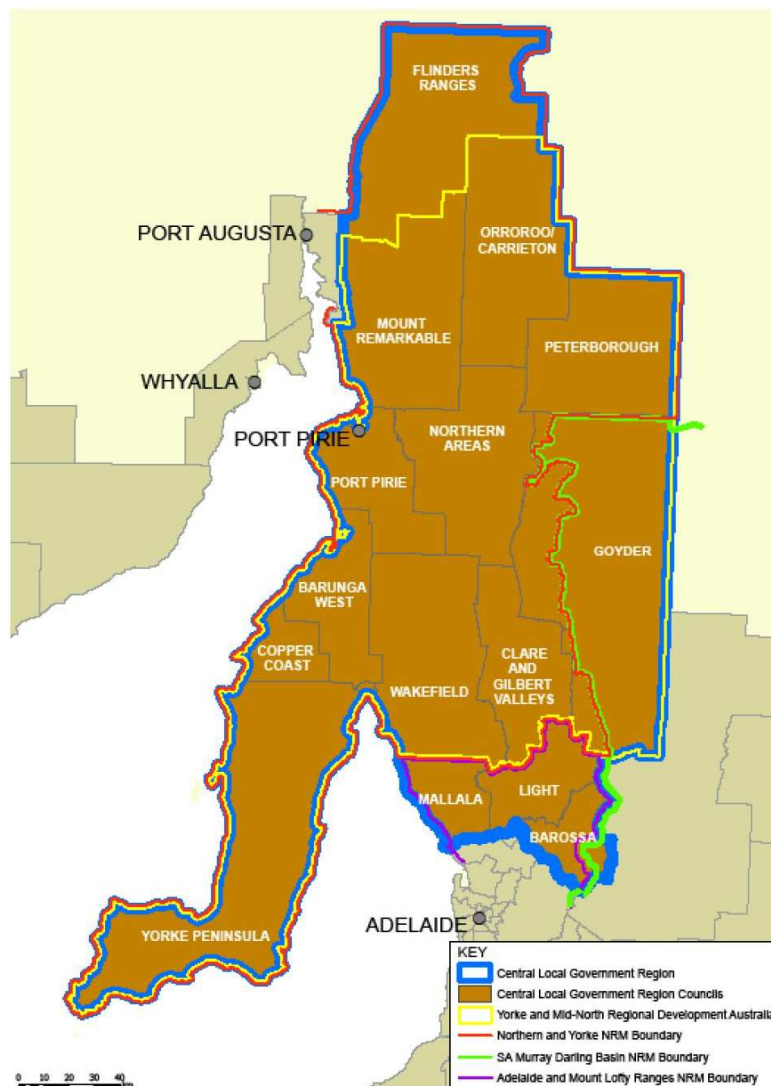 FLINDERS
RANGES
PORT AUGUSTA
ORROROO/
CARRIETON
MOUNT
REMARKABLE
PETERBOROUGH
WHYALLA
PORT PIRIE
NORTHERN
AREAS
PORT PIRIE
GOYDER
BARUNGA
WEST
COPPER
COAST
CLARE
AND
GILBERT
VALLEYS
WAKEFIELD
MALLALA
LIGHT
BAROSSA
ADELAIDE
YORKE PENINSULA
KEY
Central Local Government Region
Central Local Government Region Councils
Yorke and Mid-North Regional Development Australia
Northern and Yorke NRM Boundary
SA Murray Darling Basin NRM Boundary
Adelaide and Mount Lofty Ranges NRM Boundary
0 10 20 30 40